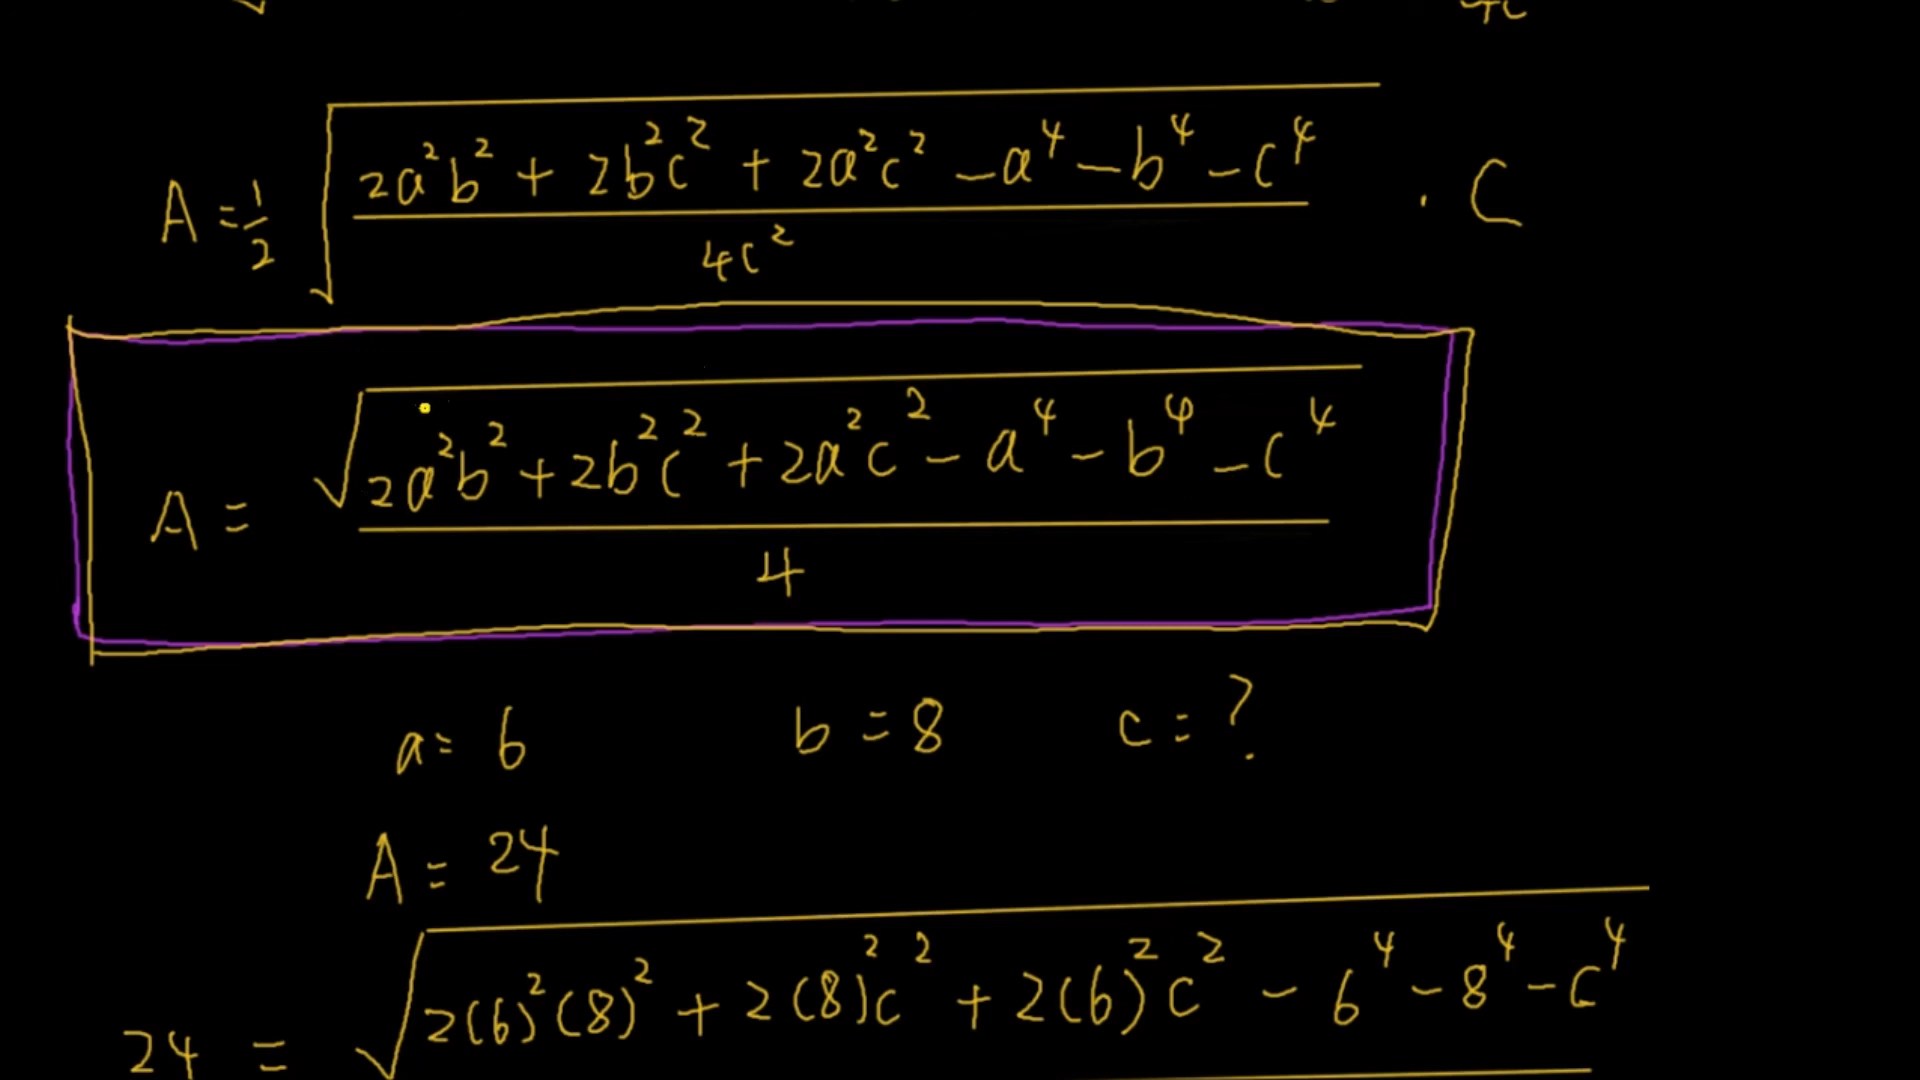 A = 1/2 √((2a²b² + 2b²c² + 2a²c² - a⁴ - b⁴ - c⁴)/(4c²)) · C
A = √(2a²b² + 2b²c² + 2a²c² - a⁴ - b⁴ - c⁴)/4
a = 6 b = 8 c = ?
A = 24
24 = √(2(6)²(8)² + 2(8)²c² + 2(6)²c² - 6⁴ - 8⁴ - c⁴)